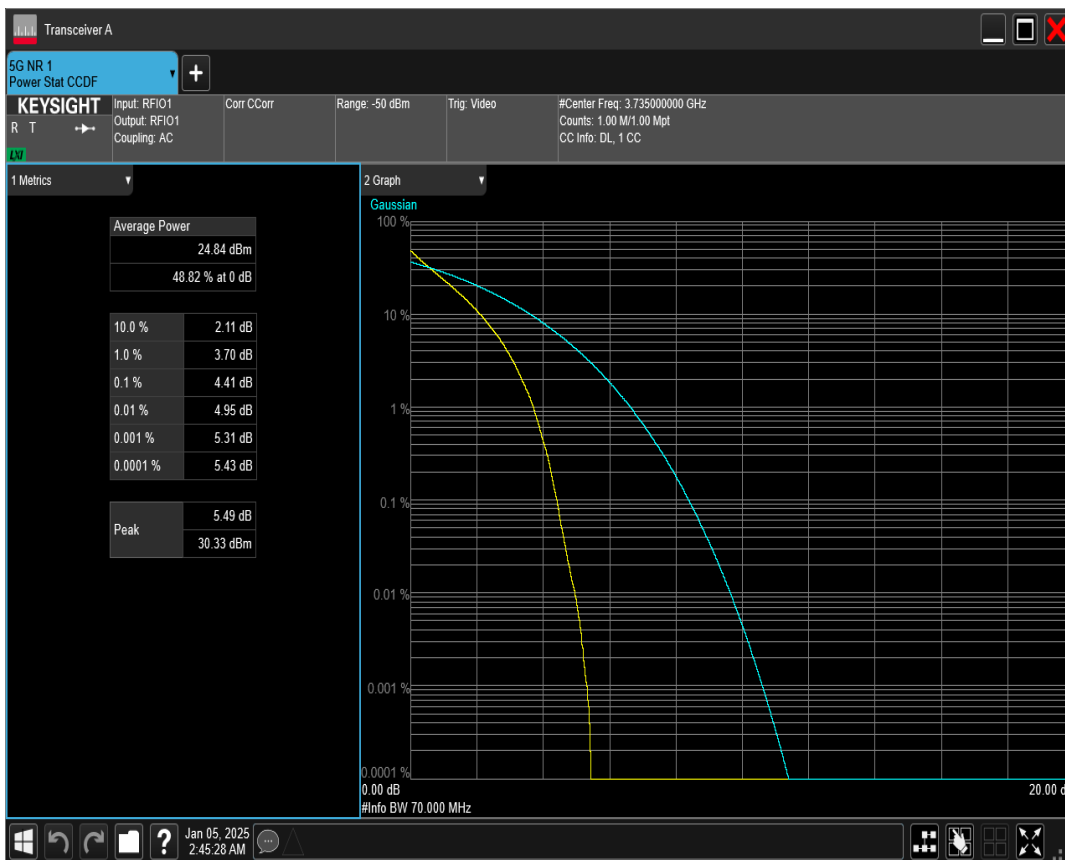 Transceiver A
5G NR 1
Power Stat CCDF
+
KEYSIGHT
R T
LXI
Input: RFIO1
Output: RFIO1
Coupling: AC
Corr CCorr
Range: -50 dBm
Trig: Video
#Center Freq: 3.735000000 GHz
Counts: 1.00 M/1.00 Mpt
CC Info: DL, 1 CC
1 Metrics
Average Power
24.84 dBm
48.82 % at 0 dB
10.0 % 2.11 dB
1.0 % 3.70 dB
0.1 % 4.41 dB
0.01 % 4.95 dB
0.001 % 5.31 dB
0.0001 % 5.43 dB
Peak 5.49 dB
30.33 dBm
2 Graph
Gaussian
100 %
10 %
1 %
0.1 %
0.01 %
0.001 %
0.0001 %
0.00 dB 20.00 d
#Info BW 70.000 MHz
? Jan 05, 2025
2:45:28 AM